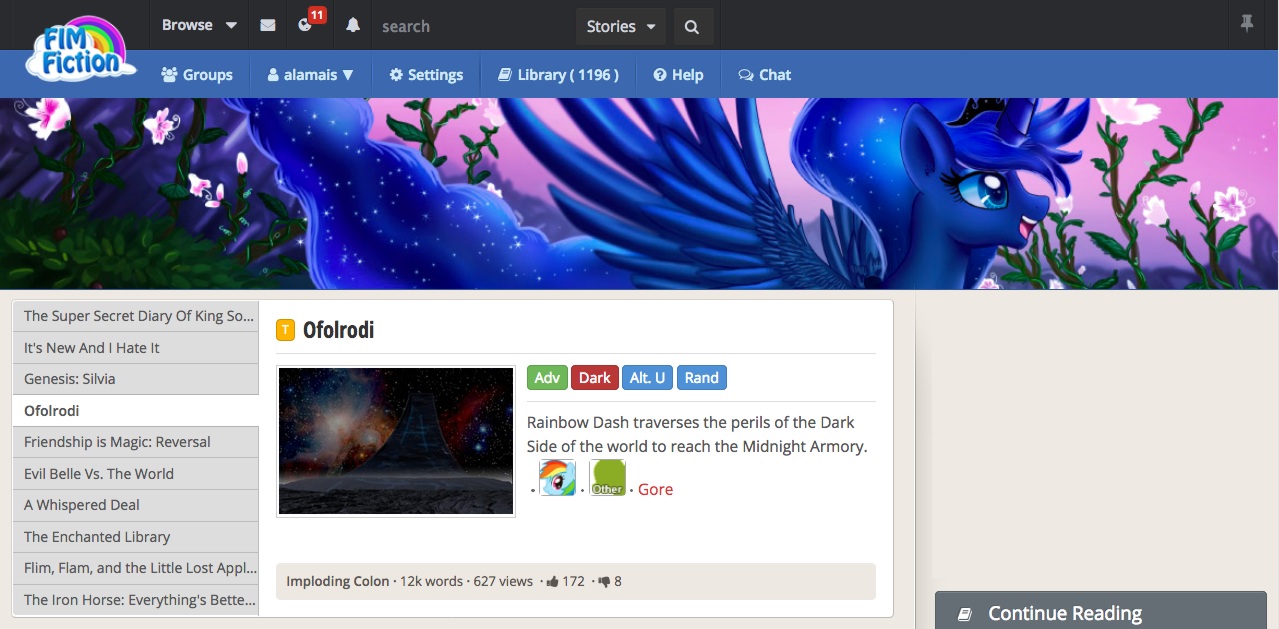 Browse
11
search
Stories
FIM
Fiction
Groups
alamais
Settings
Library ( 1196 )
Help
Chat
The Super Secret Diary Of King So...
It's New And I Hate It
Genesis: Silvia
Ofolrodi
Friendship is Magic: Reversal
Evil Belle Vs. The World
A Whispered Deal
The Enchanted Library
Flim, Flam, and the Little Lost Appl...
The Iron Horse: Everything's Bette...
T Ofolrodi
Adv Dark Alt. U Rand
Rainbow Dash traverses the perils of the Dark
Side of the world to reach the Midnight Armory.
· · Other · Gore
Imploding Colon · 12k words · 627 views · 172 · 8
Continue Reading